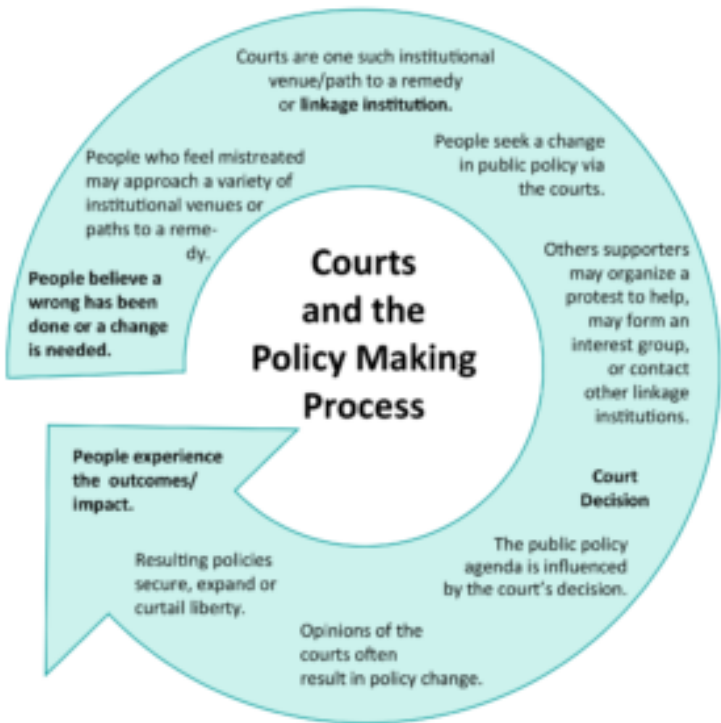 Courts are one such institutional
venue/path to a remedy
or linkage institution.
People who feel mistreated
may approach a variety of
institutional venues or
paths to a reme-
dy.
People believe a
wrong has been
done or a change
is needed.
People seek a change
in public policy via
the courts.
Others supporters
may organize a
protest to help,
may form an
interest group,
or contact
other linkage
institutions.
Courts
and the
Policy Making
Process
Court
Decision
The public policy
agenda is influenced
by the court's decision.
Opinions of the
courts often
result in policy change.
Resulting policies
secure, expand or
curtail liberty.
People experience
the outcomes/
impact.